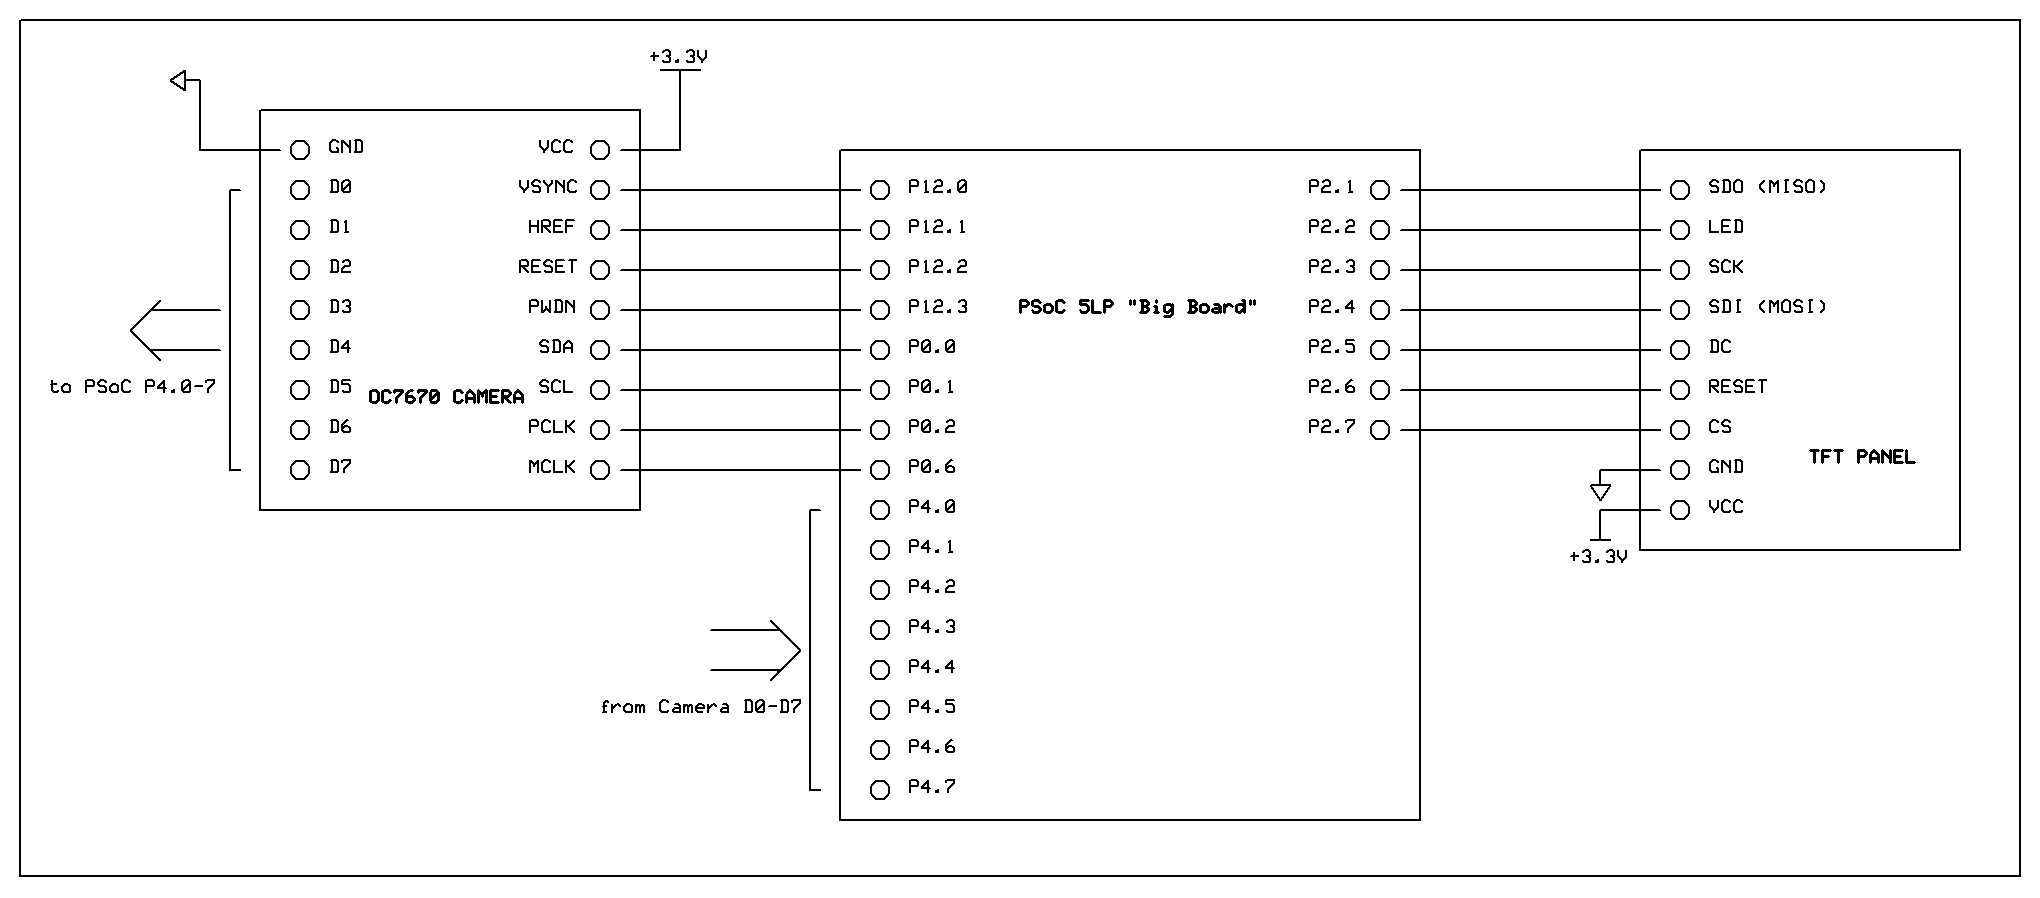 +3.3V
GND
VCC
D0
VSYNC
D1
HREF
D2
RESET
D3
PWDN
D4
SDA
to PSoC P4.0-7
D5
OC7670 CAMERA
SCL
D6
PCLK
D7
MCLK
P12.0
P12.1
P12.2
P12.3
P0.0
P0.1
P0.2
P0.6
P4.0
P4.1
P4.2
P4.3
P4.4
P4.5
P4.6
P4.7
from Camera D0-D7
PSoC 5LP "Big Board"
P2.1
P2.2
P2.3
P2.4
P2.5
P2.6
P2.7
SDO (MISO)
LED
SCK
SDI (MOSI)
DC
RESET
CS
GND
VCC
TFT PANEL
+3.3V